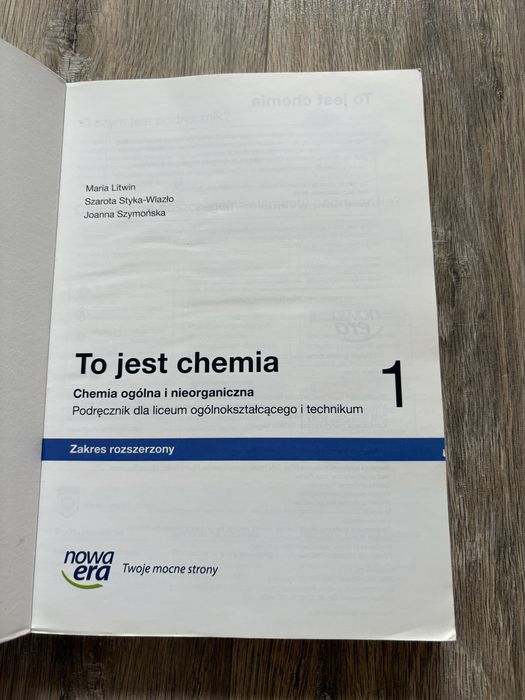 Maria Litwin
Szarota Styka-Wlazło
Joanna Szymońska
To jest chemia
1
Chemia ogólna i nieorganiczna
Podręcznik dla liceum ogólnokształcącego i technikum
Zakres rozszerzony
nowa
era
Twoje mocne strony